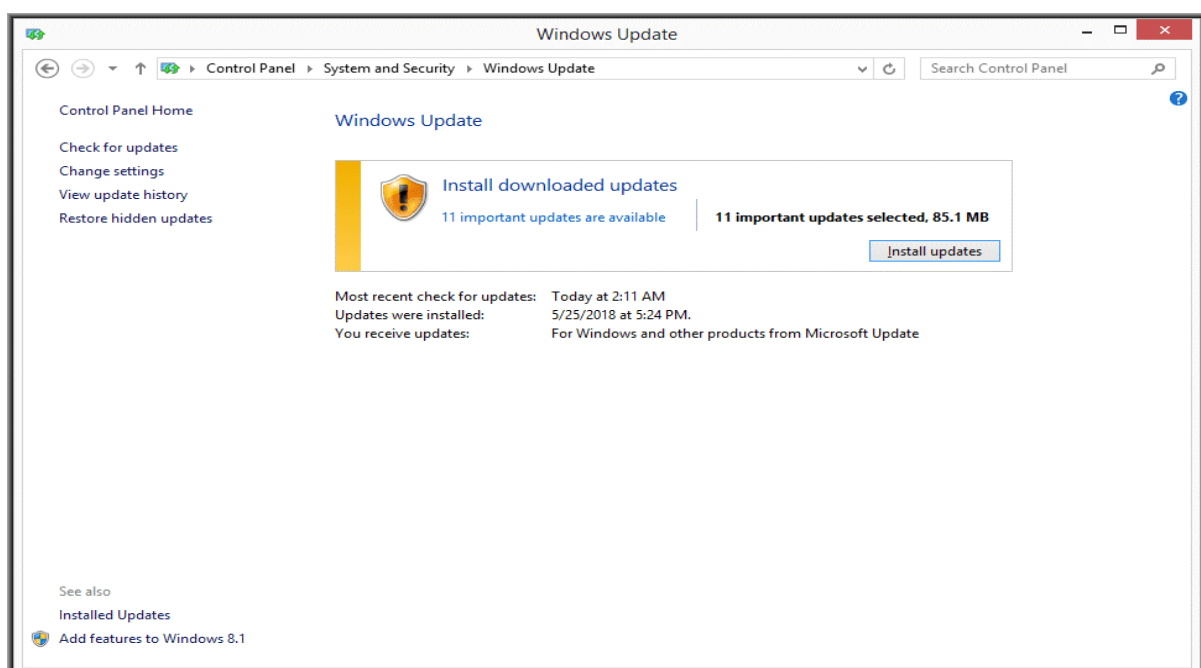 Windows Update
Control Panel System and Security Windows Update
Search Control Panel
Control Panel Home
Check for updates
Change settings
View update history
Restore hidden updates
Windows Update
Install downloaded updates
11 important updates are available
11 important updates selected, 85.1 MB
Install updates
Most recent check for updates: Today at 2:11 AM
Updates were installed: 5/25/2018 at 5:24 PM.
You receive updates: For Windows and other products from Microsoft Update
See also
Installed Updates
Add features to Windows 8.1